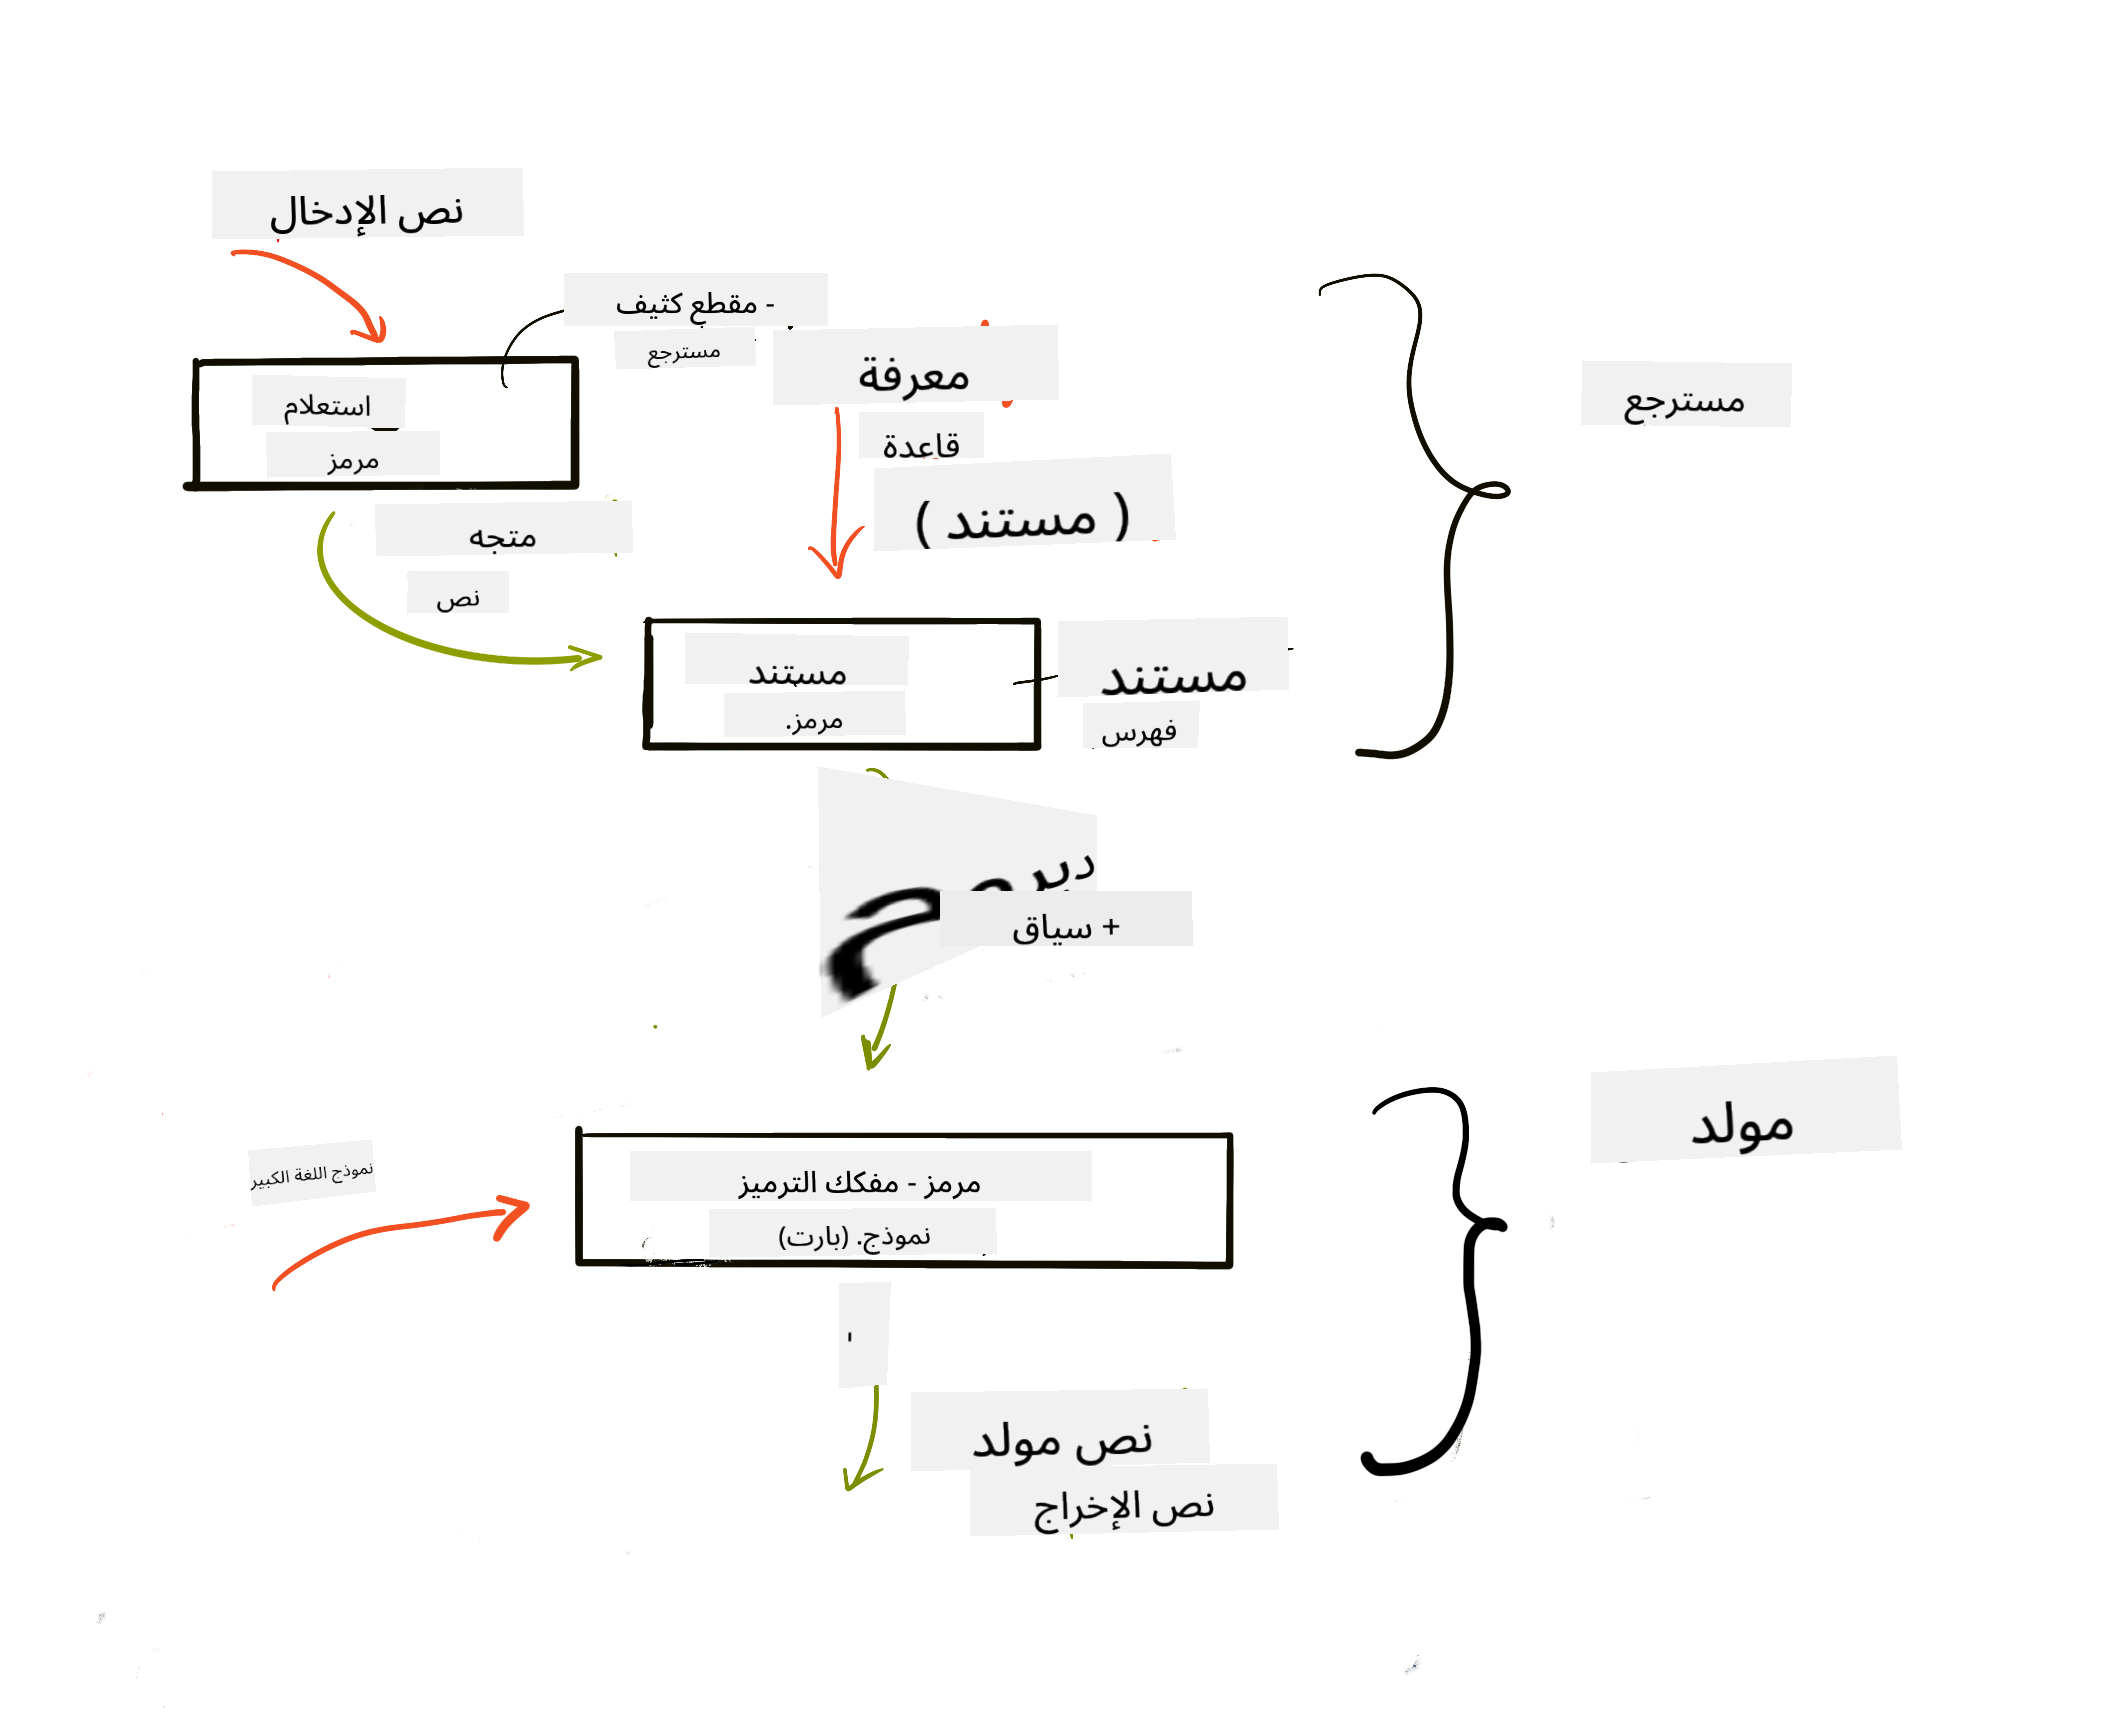 نص الإدخال
- مقطع كثيف
مسترجع
استعلام
مرمز
معرفة
قاعدة
( مستند )
مسترجع
متجه
نص
مستند
مرمز.
مستند
فهرس
+ سياق
مولد
نموذج اللغة الكبير
مرمز - مفكك الترميز
نموذج. (بارت)
نص مولد
نص الإخراج